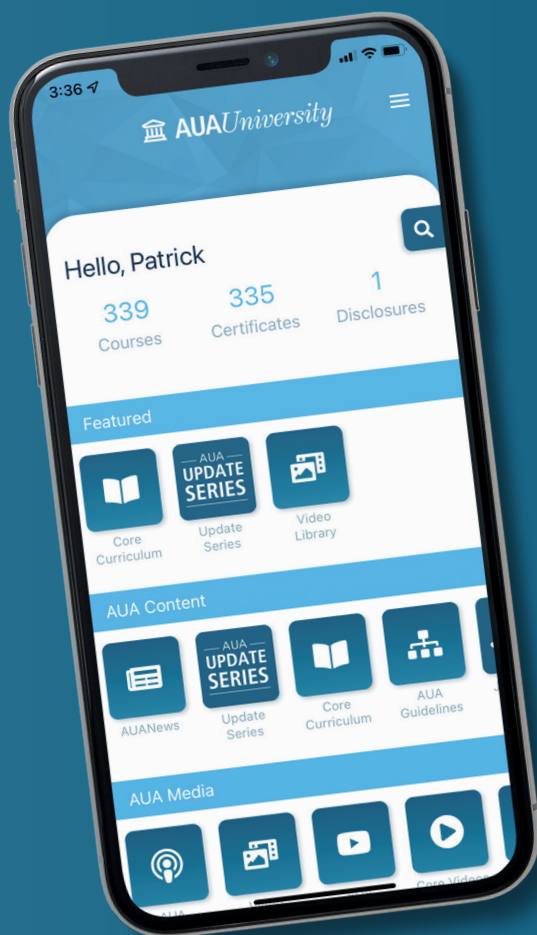 3:36
AUAUniversity
Hello, Patrick
339
Courses
335
Certificates
1
Disclosures
Featured
AUA
UPDATE
SERIES
Core
Curriculum
Update
Series
Video
Library
AUA Content
AUA
UPDATE
SERIES
AUANews
Update
Series
Core
Curriculum
AUA
Guidelines
AUA Media
AUA
Core Videos